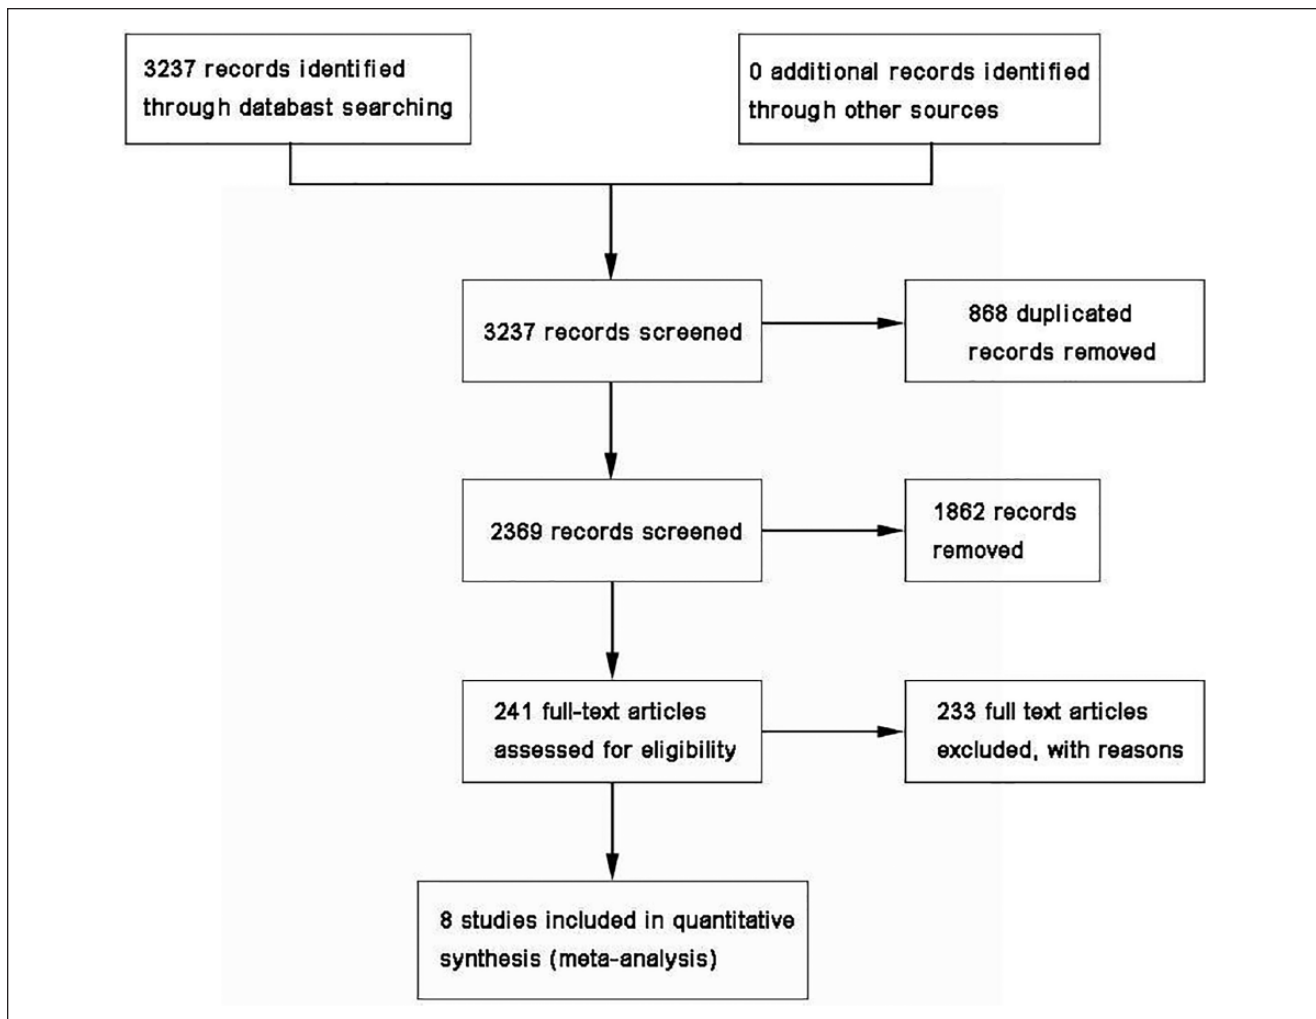 3237 records identified
through databast searching
0 additional records identified
through other sources
3237 records screened
868 duplicated
records removed
2369 records screened
1862 records
removed
241 full-text articles
assessed for eligibility
233 full text articles
excluded, with reasons
8 studies included in quantitative
synthesis (meta-analysis)